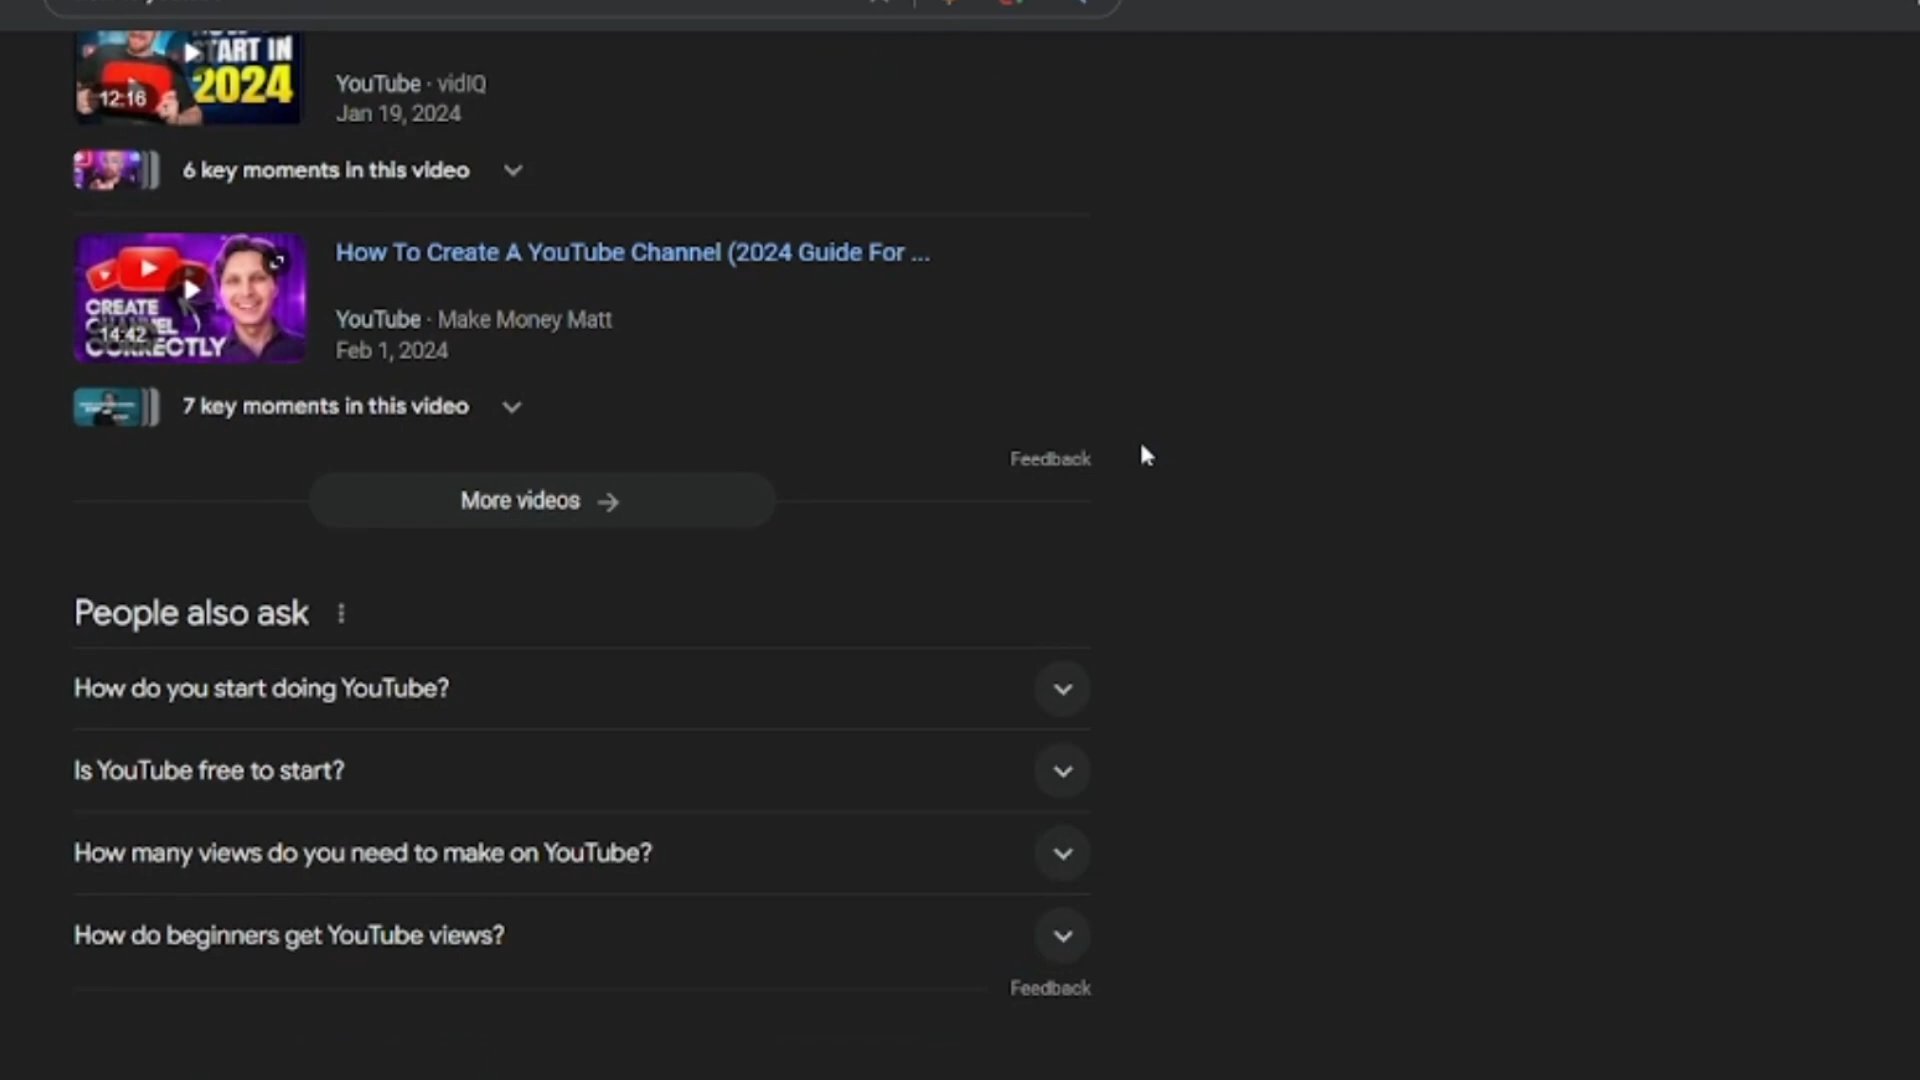 START IN
2024
12:16
YouTube · vidIQ
Jan 19, 2024
6 key moments in this video
How To Create A YouTube Channel (2024 Guide For ...
CREATE
CHANNEL
14:42
CORRECTLY
YouTube · Make Money Matt
Feb 1, 2024
7 key moments in this video
Feedback
More videos →
People also ask
How do you start doing YouTube?
Is YouTube free to start?
How many views do you need to make on YouTube?
How do beginners get YouTube views?
Feedback